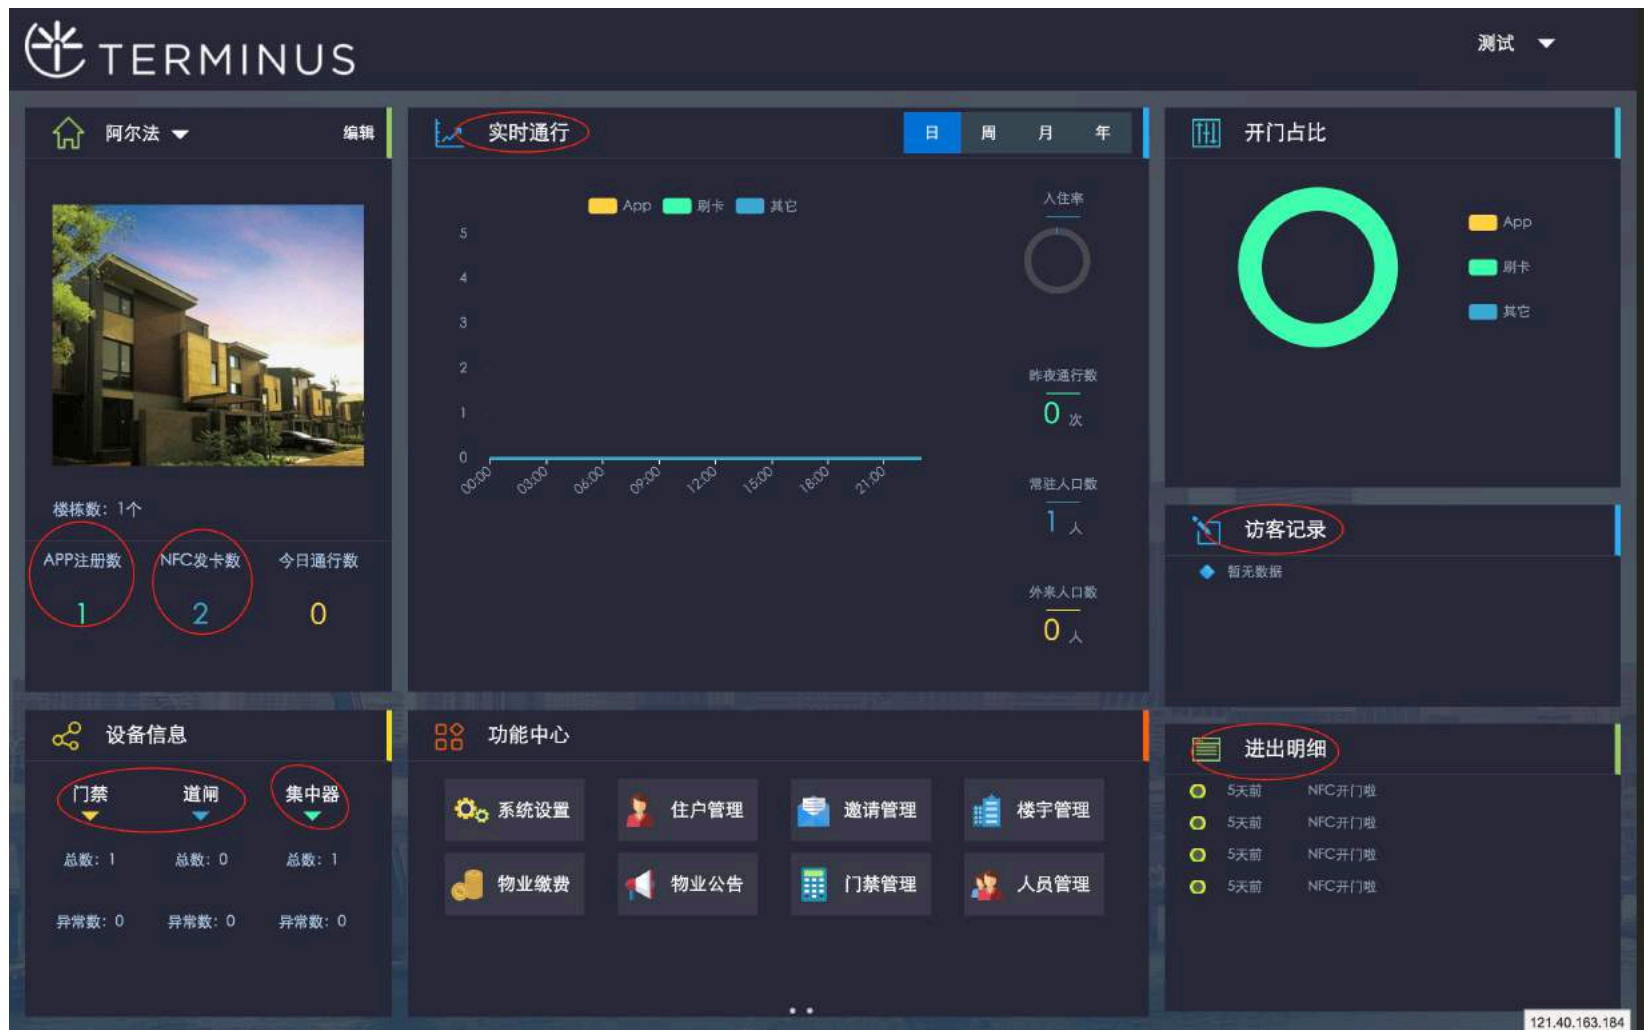 TERMINUS
测试
阿尔法
编辑
楼栋数：1个
APP注册数
NFC发卡数
今日通行数
1
2
0
实时通行
日
周
月
年
App
刷卡
其它
5
4
3
2
1
0
00:00
03:00
06:00
09:00
12:00
15:00
18:00
21:00
入住率
昨夜通行数
0 次
常驻人口数
1 人
外来人口数
0 人
开门占比
App
刷卡
其它
访客记录
暂无数据
设备信息
门禁
道闸
集中器
总数：1
总数：0
总数：1
异常数：0
异常数：0
异常数：0
功能中心
系统设置
住户管理
邀请管理
楼宇管理
物业缴费
物业公告
门禁管理
人员管理
进出明细
5天前 NFC开门啦
5天前 NFC开门啦
5天前 NFC开门啦
5天前 NFC开门啦
121.40.163.184